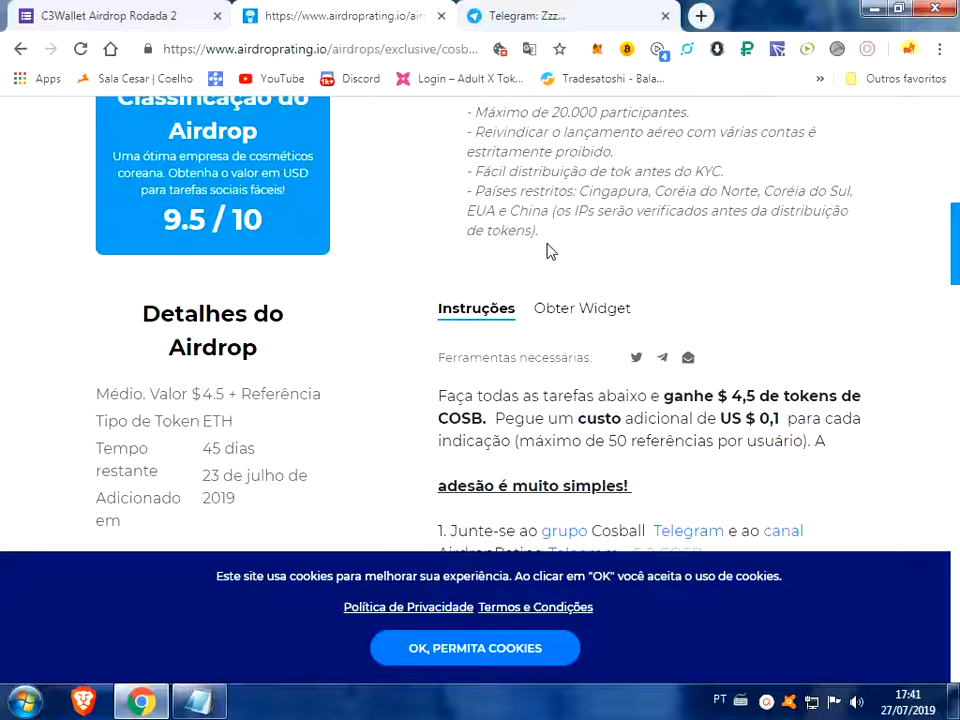 C3Wallet Airdrop Rodada 2
https://www.airdroprating.io/air
Telegram: Zzz...
https://www.airdroprating.io/airdrops/exclusive/cosb...
4
Apps
Sala Cesar | Coelho
YouTube
1k+
Discord
Login – Adult X Tok...
Tradesatoshi - Bala...
»
Outros favoritos
Classificação do
Airdrop
Uma ótima empresa de cosméticos
coreana. Obtenha o valor em USD
para tarefas sociais fáceis!
9.5 / 10
- Máximo de 20.000 participantes.
- Reivindicar o lançamento aéreo com várias contas é
estritamente proibido.
- Fácil distribuição de tok antes do KYC.
- Países restritos: Cingapura, Coréia do Norte, Coréia do Sul,
EUA e China (os IPs serão verificados antes da distribuição
de tokens).
Detalhes do
Airdrop
Médio. Valor $4.5 + Referência
Tipo de Token ETH
Tempo restante 45 dias
Adicionado em 23 de julho de 2019
Instruções Obter Widget
Ferramentas necessárias:
Faça todas as tarefas abaixo e ganhe $ 4,5 de tokens de
COSB. Pegue um custo adicional de US $ 0,1 para cada
indicação (máximo de 50 referências por usuário). A
adesão é muito simples!
1. Junte-se ao grupo Cosball Telegram e ao canal
Este site usa cookies para melhorar sua experiência. Ao clicar em "OK" você aceita o uso de cookies.
Política de Privacidade Termos e Condições
OK, PERMITA COOKIES
PT
17:41
27/07/2019